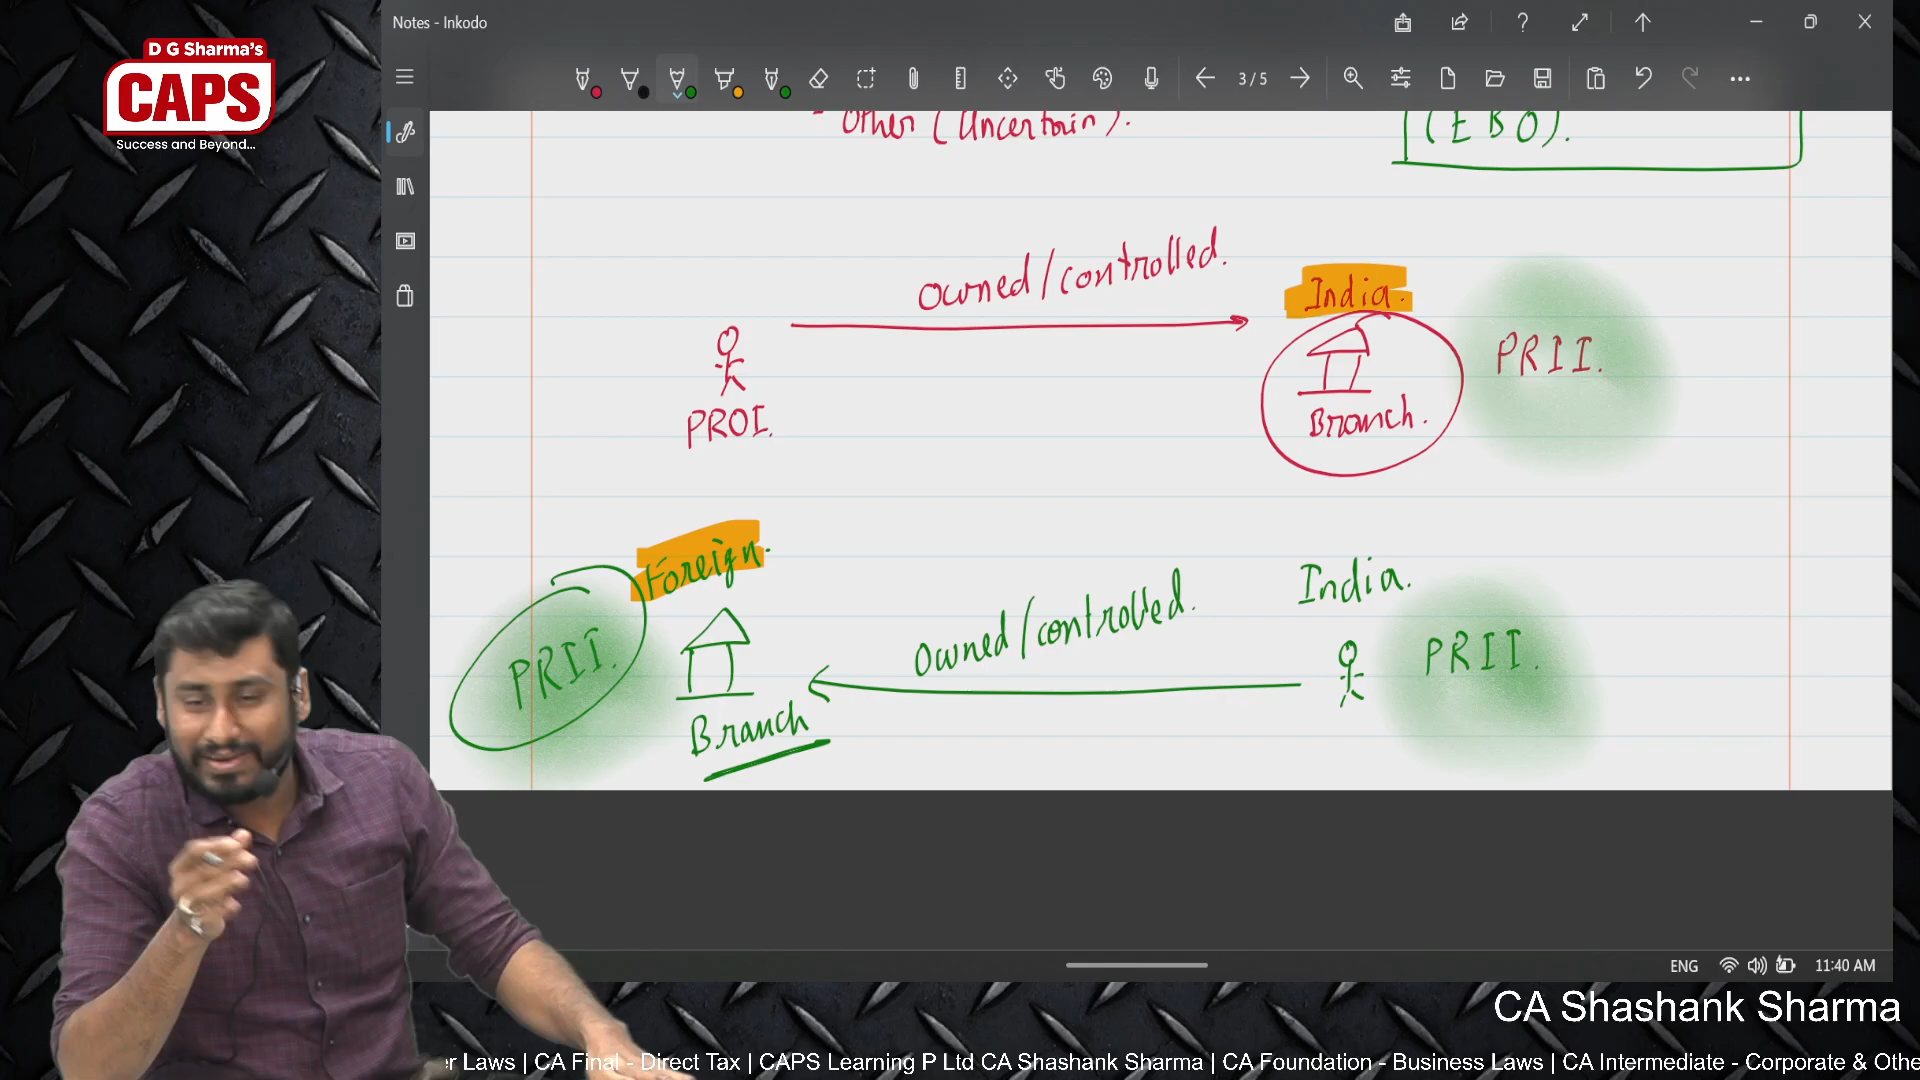 Notes - Inkodo
D G Sharma's
CAPS
Success and Beyond...
3/5
- Other (Uncertain).
(EBO).
Owned/controlled.
India.
PRII.
PROI.
Branch.
Foreign.
India.
Owned/controlled.
PRII.
PRII.
Branch
ENG
11:40 AM
CA Shashank Sharma
er Laws | CA Final - Direct Tax | CAPS Learning P Ltd CA Shashank Sharma | CA Foundation - Business Laws | CA Intermediate - Corporate & Othe